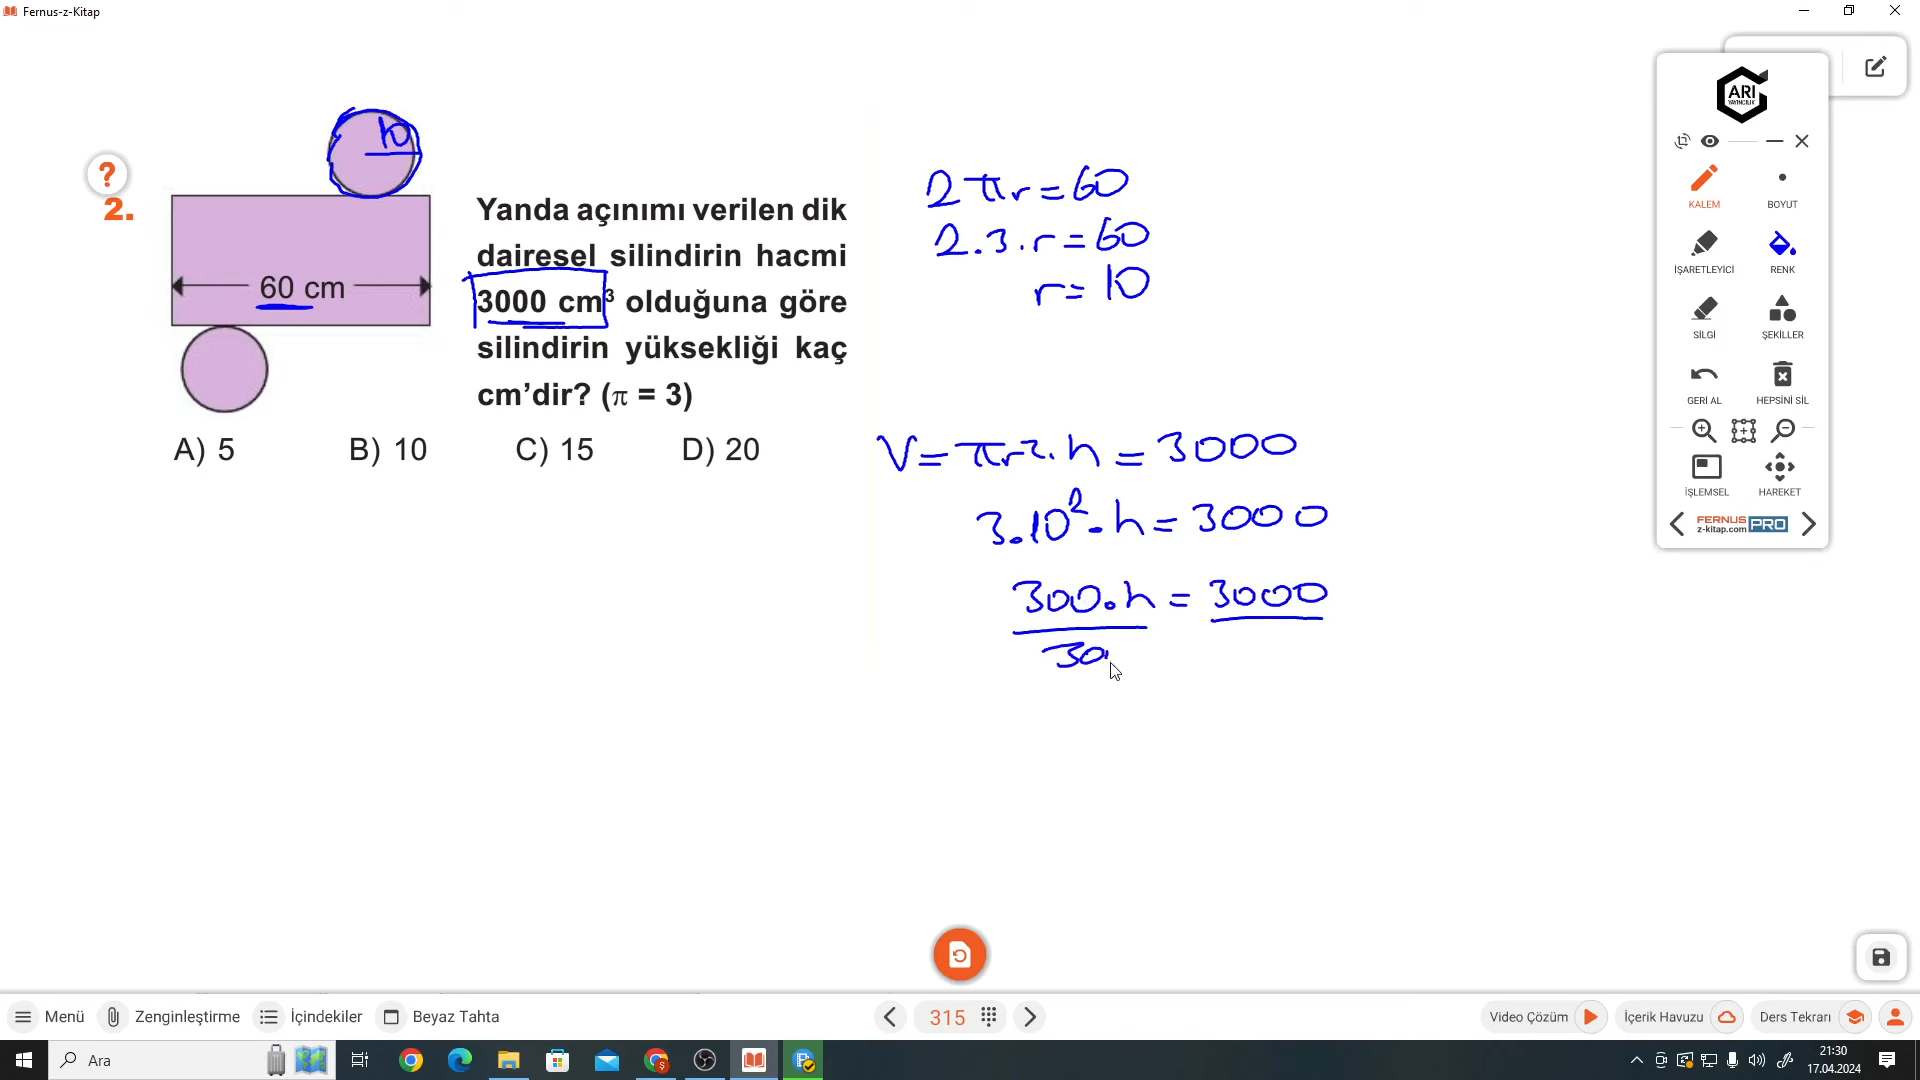 Fernus-z-Kitap
?
2.
10
60 cm
Yanda açınımı verilen dik
dairesel silindirin hacmi
3000 cm³ olduğuna göre
silindirin yüksekliği kaç
cm’dir? (π = 3)
A) 5 B) 10 C) 15 D) 20
2πr=60
2.3.r=60
r=10
V=πr².h=3000
3.10².h=3000
300.h=3000
30
ARI
YAYINCILIK
KALEM BOYUT
İŞARETLEYİCİ RENK
SİLGİ ŞEKİLLER
GERİ AL HEPSİNİ SİL
İŞLEMSEL HAREKET
FERNUS
z-kitap.com PRO
Menü Zenginleştirme İçindekiler Beyaz Tahta 315 Video Çözüm İçerik Havuzu Ders Tekrarı
Ara
21:30
17.04.2024